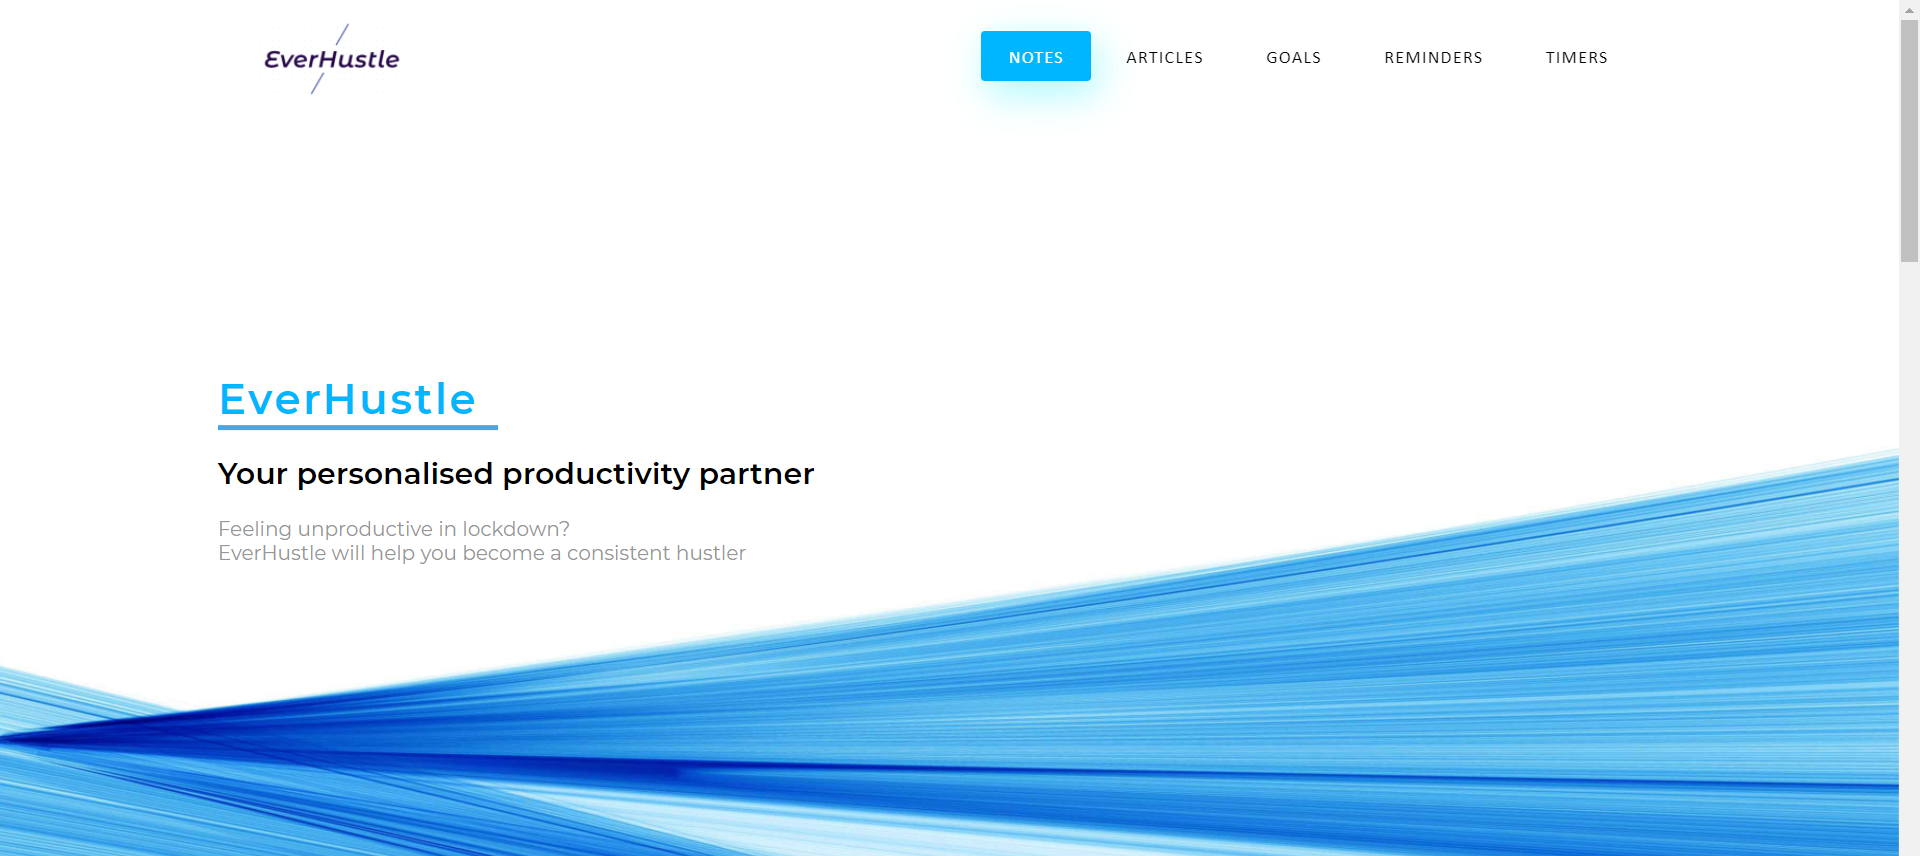 EverHustle
NOTES
ARTICLES
GOALS
REMINDERS
TIMERS
EverHustle
Your personalised productivity partner
Feeling unproductive in lockdown?
EverHustle will help you become a consistent hustler